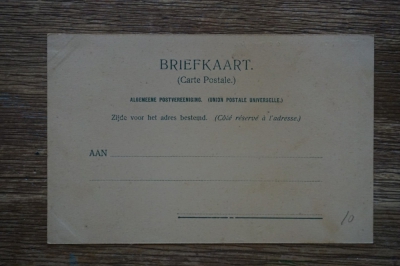 BRIEFKAART.
(Carte Postale.)
ALGEMEENE POSTVEREENIGING. (UNION POSTALE UNIVERSELLE.)
Zijde voor het adres bestemd. (Côté réservé à l'adresse.)
AAN
10